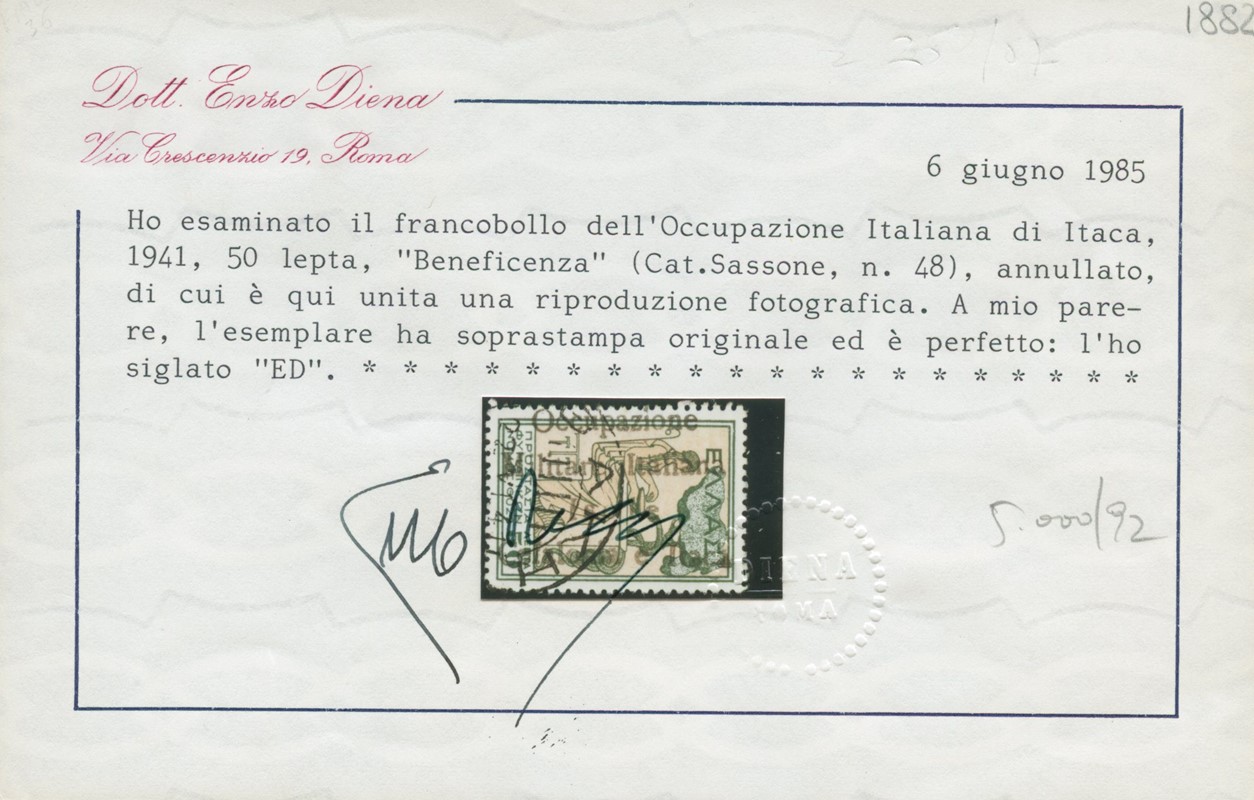 1882
Dott. Enzo Diena
Via Crescenzio 19, Roma
6 giugno 1985
Ho esaminato il francobollo dell'Occupazione Italiana di Itaca,
1941, 50 lepta, "Beneficenza" (Cat.Sassone, n. 48), annullato,
di cui è qui unita una riproduzione fotografica. A mio pare-
re, l'esemplare ha soprastampa originale ed è perfetto: l'ho
siglato "ED". * * * * * * * * * * * * * * * * * * * *
Occupazione
Militare Italiana
5.000/92